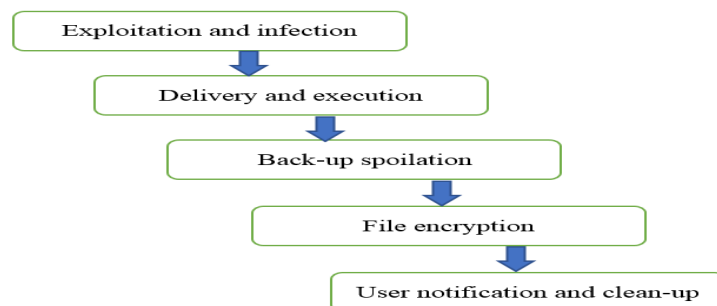 Exploitation and infection
Delivery and execution
Back-up spoilation
File encryption
User notification and clean-up